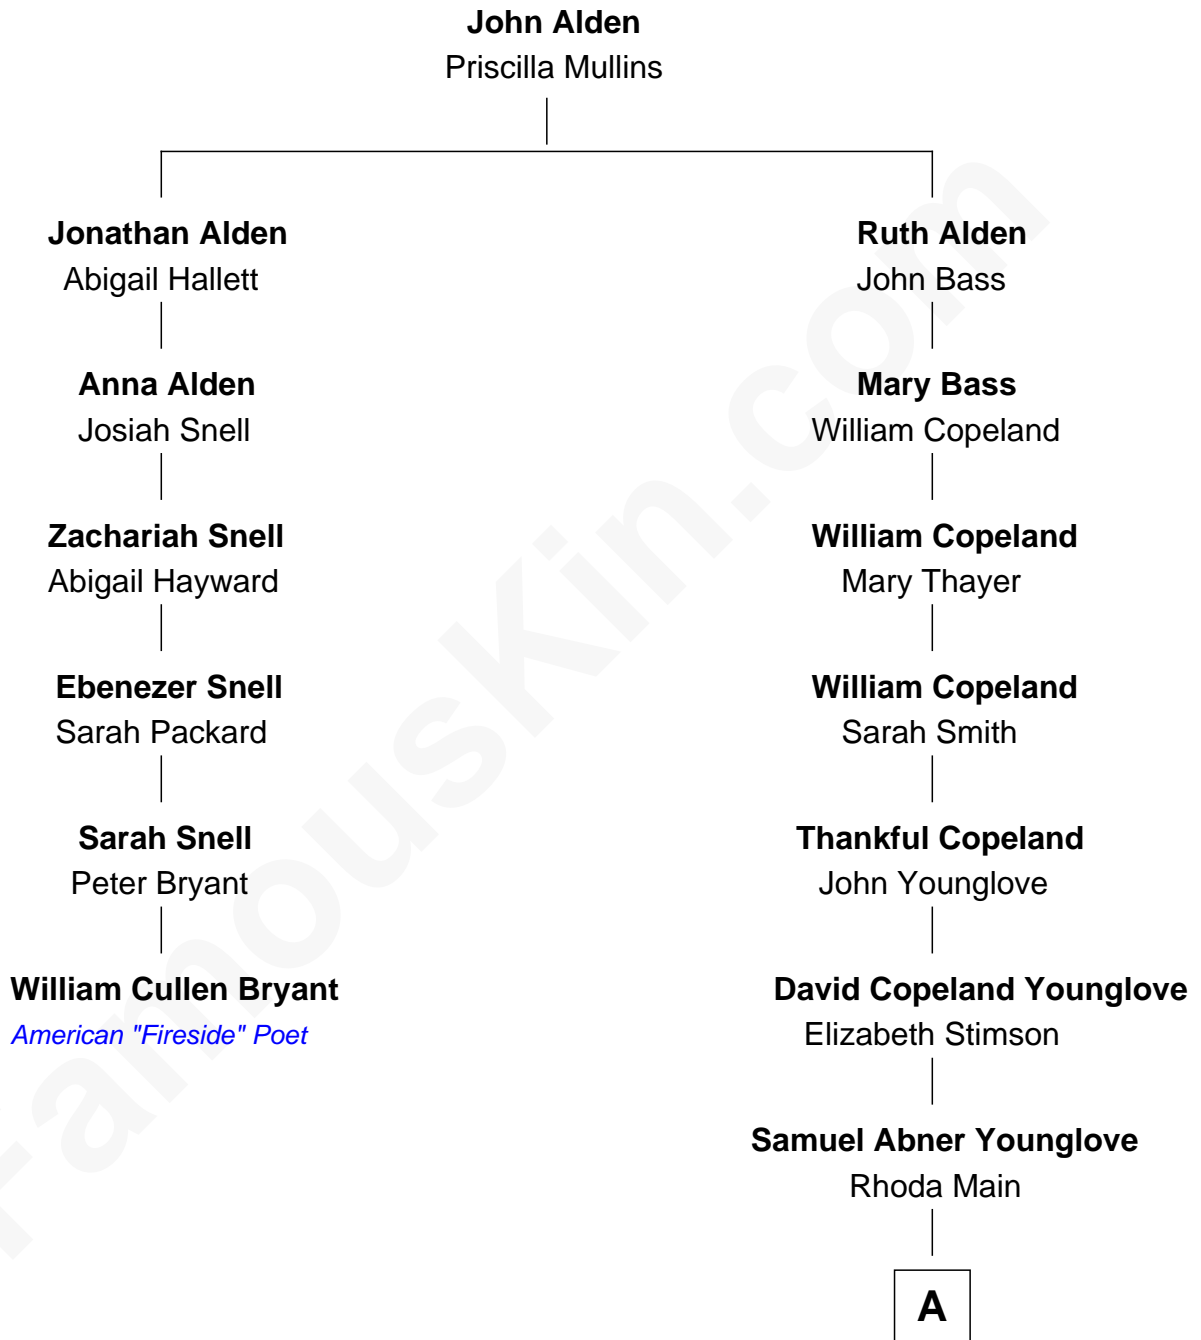 John Alden
Priscilla Mullins
Jonathan Alden
Abigail Hallett
Anna Alden
Josiah Snell
Zachariah Snell
Abigail Hayward
Ebenezer Snell
Sarah Packard
Sarah Snell
Peter Bryant
William Cullen Bryant
American "Fireside" Poet
Ruth Alden
John Bass
Mary Bass
William Copeland
William Copeland
Mary Thayer
William Copeland
Sarah Smith
Thankful Copeland
John Younglove
David Copeland Younglove
Elizabeth Stimson
Samuel Abner Younglove
Rhoda Main
A
FamousKin.com